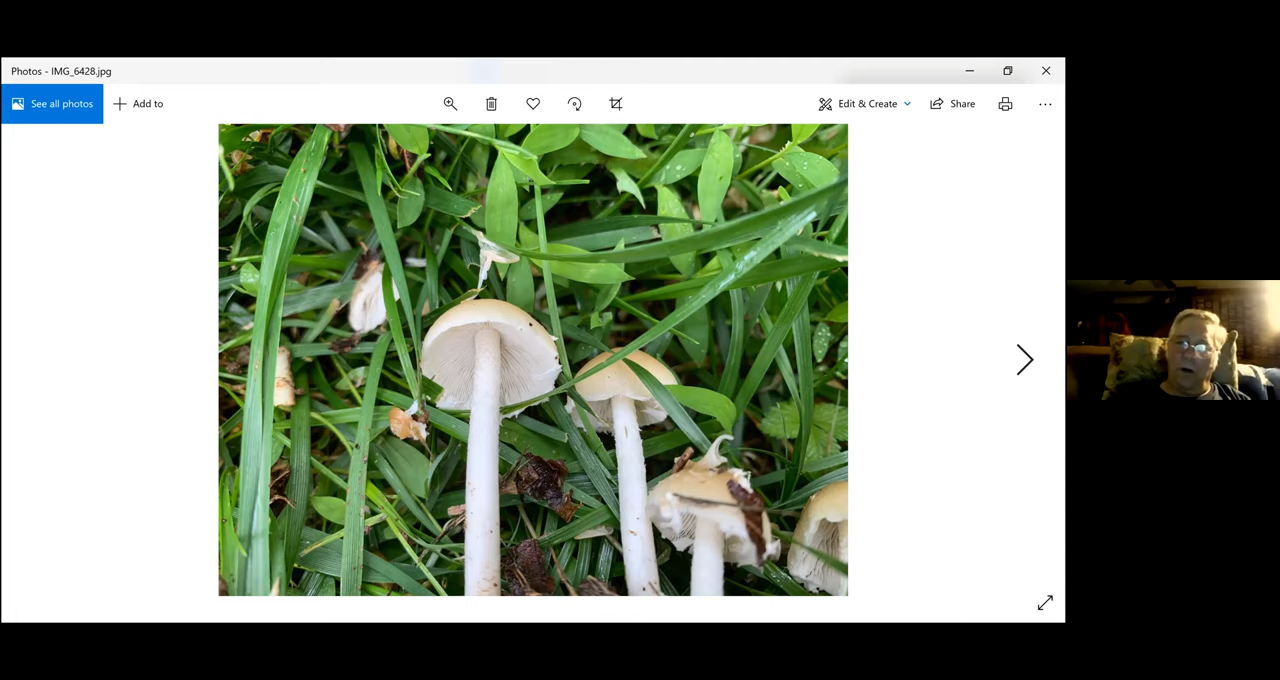 Photos - IMG_6428.jpg
See all photos
Add to
Edit & Create
Share